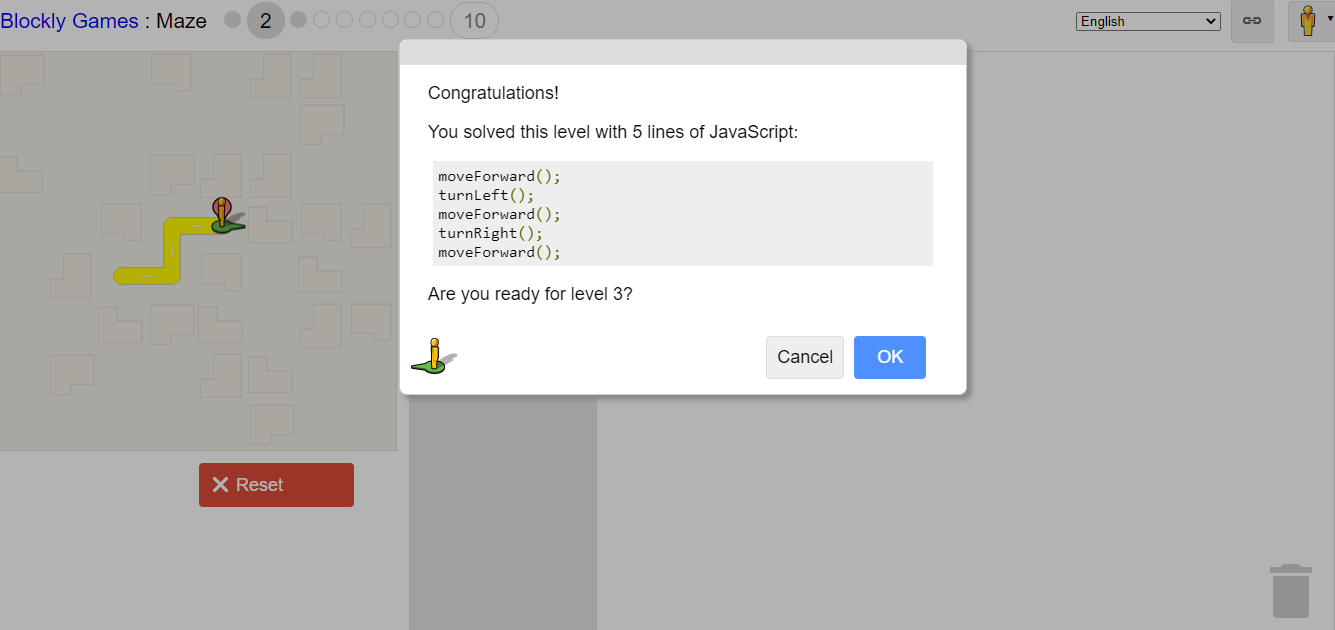 Blockly Games : Maze 2 10 English
Congratulations!
You solved this level with 5 lines of JavaScript:
moveForward();
turnLeft();
moveForward();
turnRight();
moveForward();
Are you ready for level 3?
Cancel OK
Reset